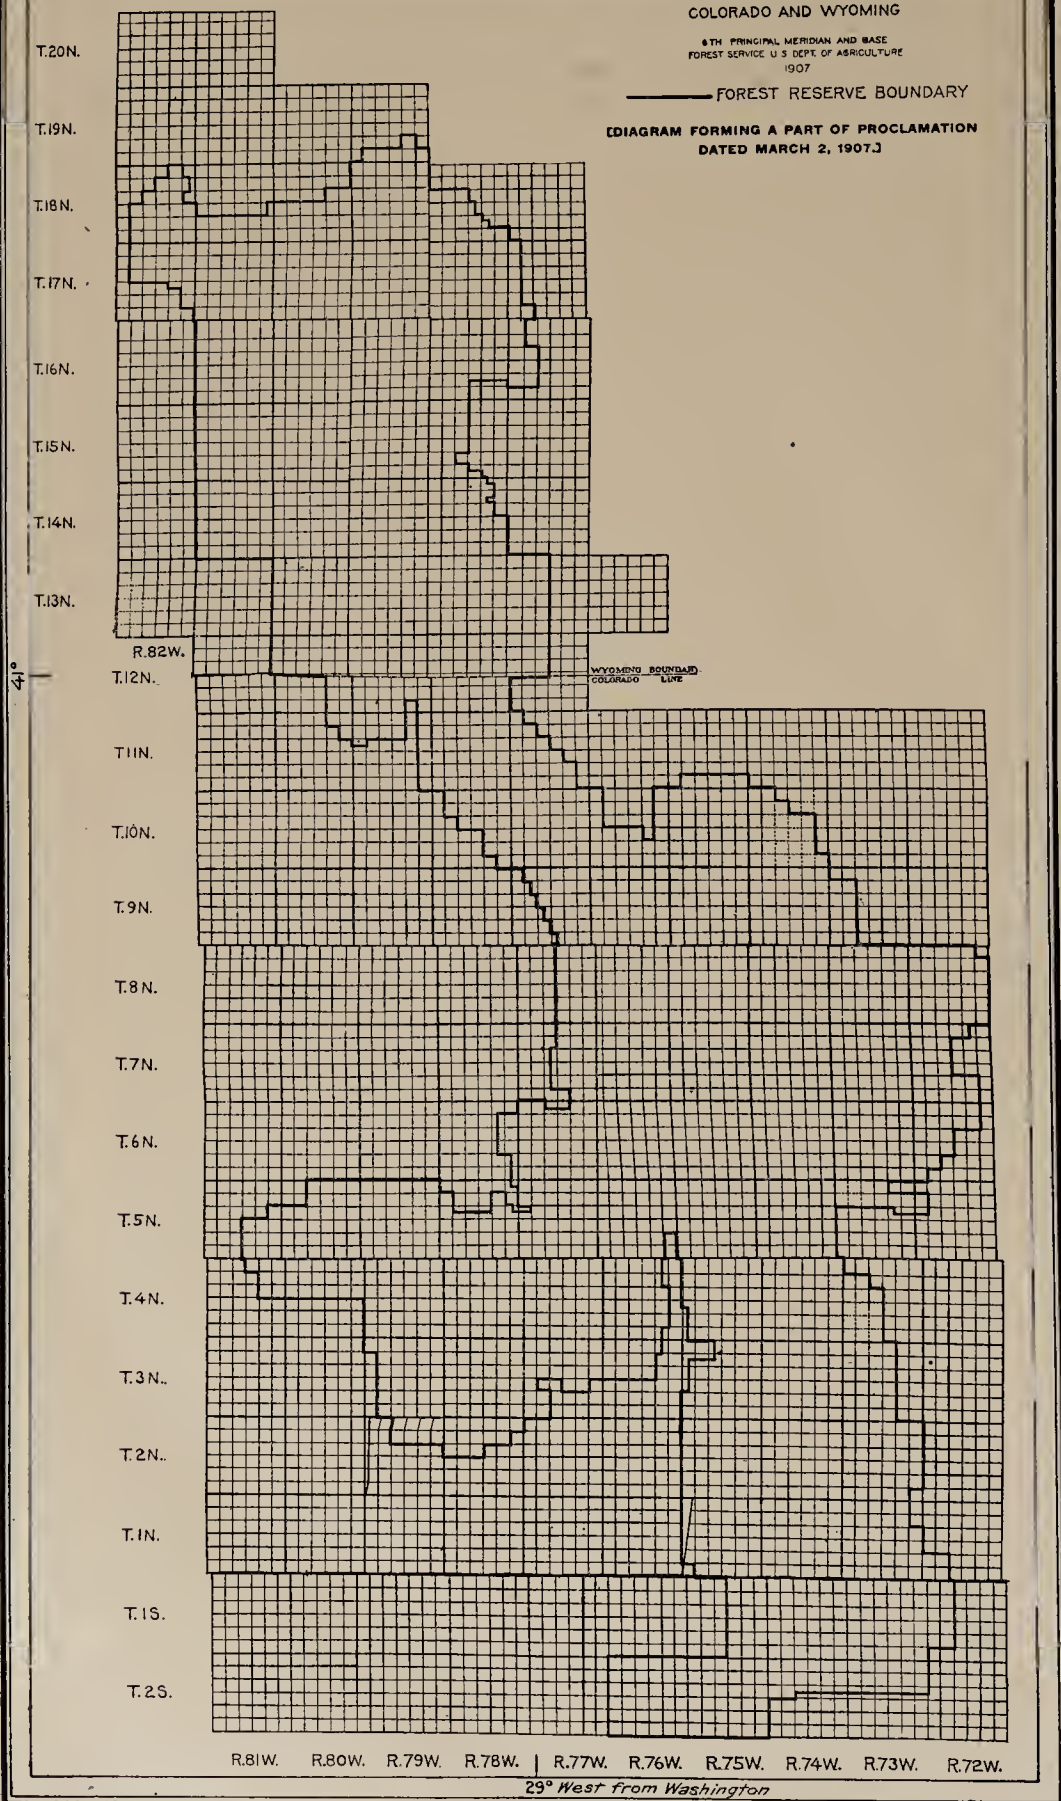 COLORADO AND WYOMING
6TH PRINCIPAL MERIDIAN AND BASE
FOREST SERVICE U S DEPT. OF AGRICULTURE
1907
FOREST RESERVE BOUNDARY
[DIAGRAM FORMING A PART OF PROCLAMATION
DATED MARCH 2, 1907.]
T.20N.
T.19N.
T.18N.
T.17N.
T.16N.
T.15N.
T.14N.
T.13N.
R.82W.
41°
T.12N.
WYOMING BOUNDARY
COLORADO LINE
T11N.
T.10N.
T.9N.
T.8N.
T.7N.
T.6N.
T.5N.
T.4N.
T.3N.
T.2N.
T.1N.
T.1S.
T.2S.
R.81W. R.80W. R.79W. R.78W. R.77W. R.76W. R.75W. R.74W. R.73W. R.72W.
29° West from Washington